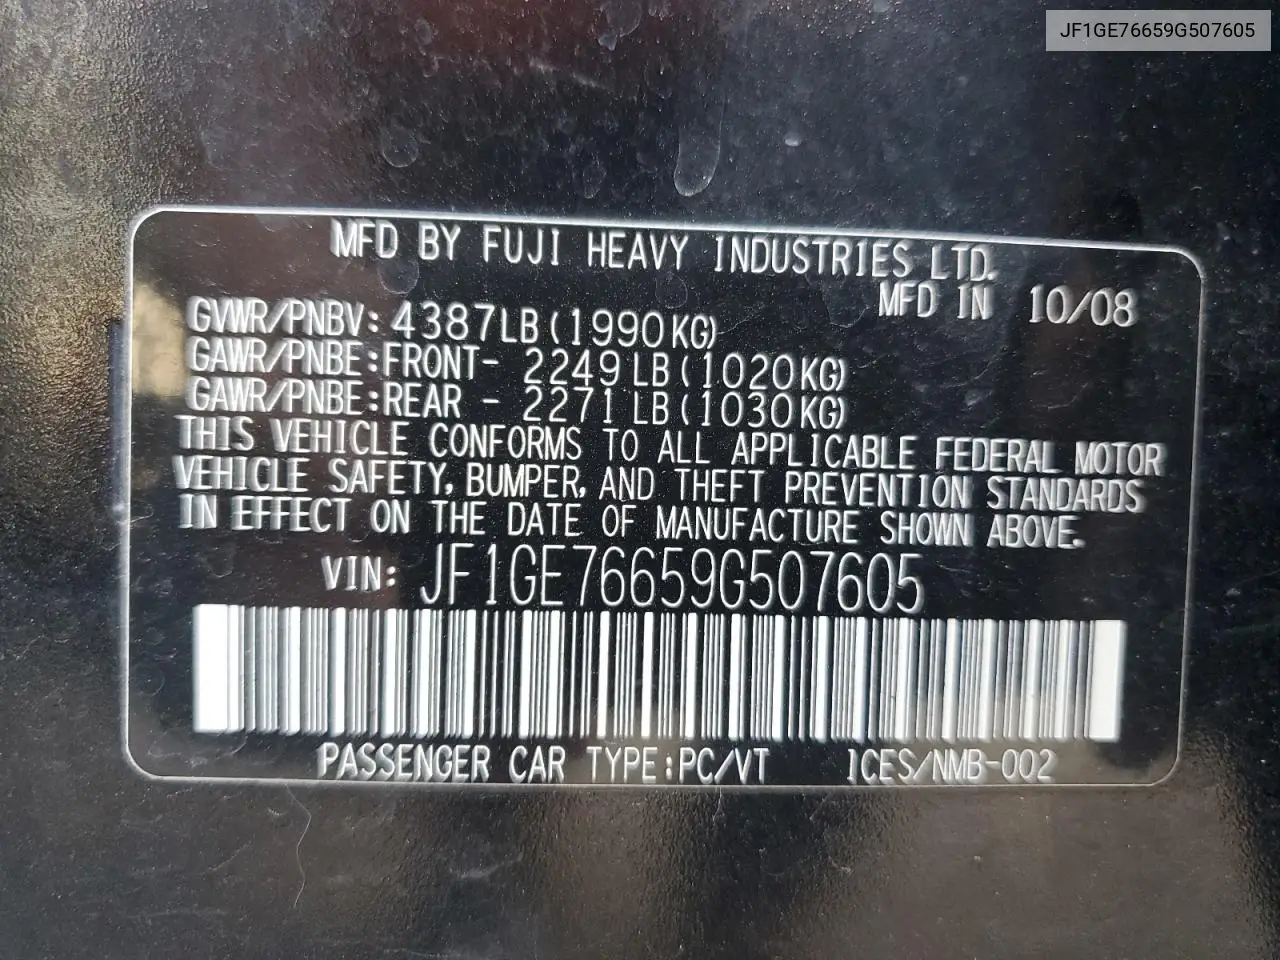 JF1GE76659G507605
MFD BY FUJI HEAVY INDUSTRIES LTD.
MFD IN 10/08
GVWR/PNBV: 4387LB (1990KG)
GAWR/PNBE:FRONT- 2249LB (1020KG)
GAWR/PNBE:REAR - 2271LB (1030KG)
THIS VEHICLE CONFORMS TO ALL APPLICABLE FEDERAL MOTOR
VEHICLE SAFETY, BUMPER, AND THEFT PREVENTION STANDARDS
IN EFFECT ON THE DATE OF MANUFACTURE SHOWN ABOVE.
VIN: JF1GE76659G507605
PASSENGER CAR TYPE:PC/VT ICES/NMB-002